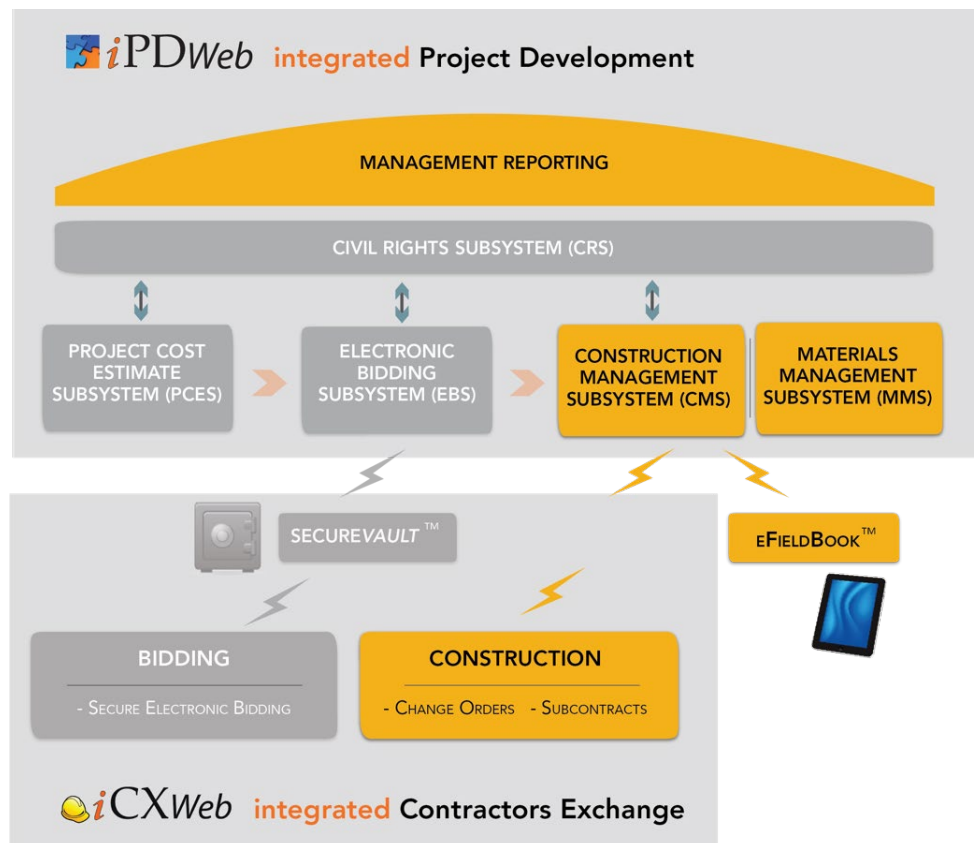 iPDWeb integrated Project Development
MANAGEMENT REPORTING
CIVIL RIGHTS SUBSYSTEM (CRS)
PROJECT COST
ESTIMATE
SUBSYSTEM (PCES)
ELECTRONIC
BIDDING
SUBSYSTEM (EBS)
CONSTRUCTION
MANAGEMENT
SUBSYSTEM (CMS)
MATERIALS
MANAGEMENT
SUBSYSTEM (MMS)
SECUREVAULT™
eFIELDBOOK™
BIDDING
- SECURE ELECTRONIC BIDDING
CONSTRUCTION
- CHANGE ORDERS - SUBCONTRACTS
iCXWeb integrated Contractors Exchange